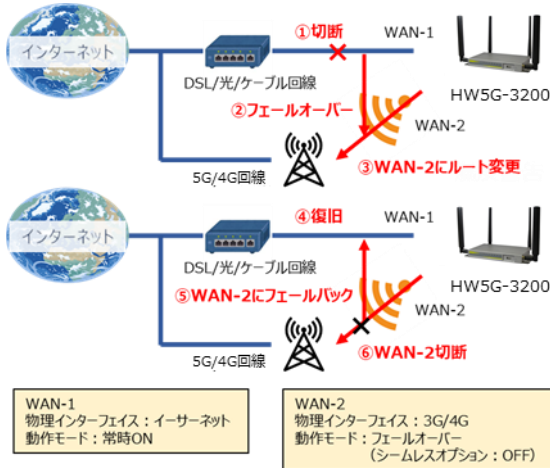 インターネット
①切断
WAN-1
DSL/光/ケーブル回線
HW5G-3200
②フェールオーバー
WAN-2
5G/4G回線
③WAN-2にルート変更
インターネット
④復旧
WAN-1
DSL/光/ケーブル回線
HW5G-3200
⑤WAN-2にフェールバック
WAN-2
5G/4G回線
⑥WAN-2切断
WAN-1
物理インターフェイス：イーサーネット
動作モード：常時ON
WAN-2
物理インターフェイス：3G/4G
動作モード：フェールオーバー
（シームレスオプション：OFF）